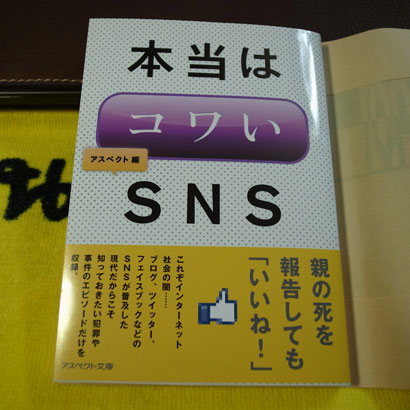 本当は
コワい
アスペクト 編
SNS
親の死を
報告しても
「いいね!」
これぞインターネット
社会の闇……
ブログ、ツイッター、
フェイスブックなどの
SNSが普及した
現代だからこそ
知っておきたい犯罪や
事件のエピソードだけを
収録。
アスペクト文庫